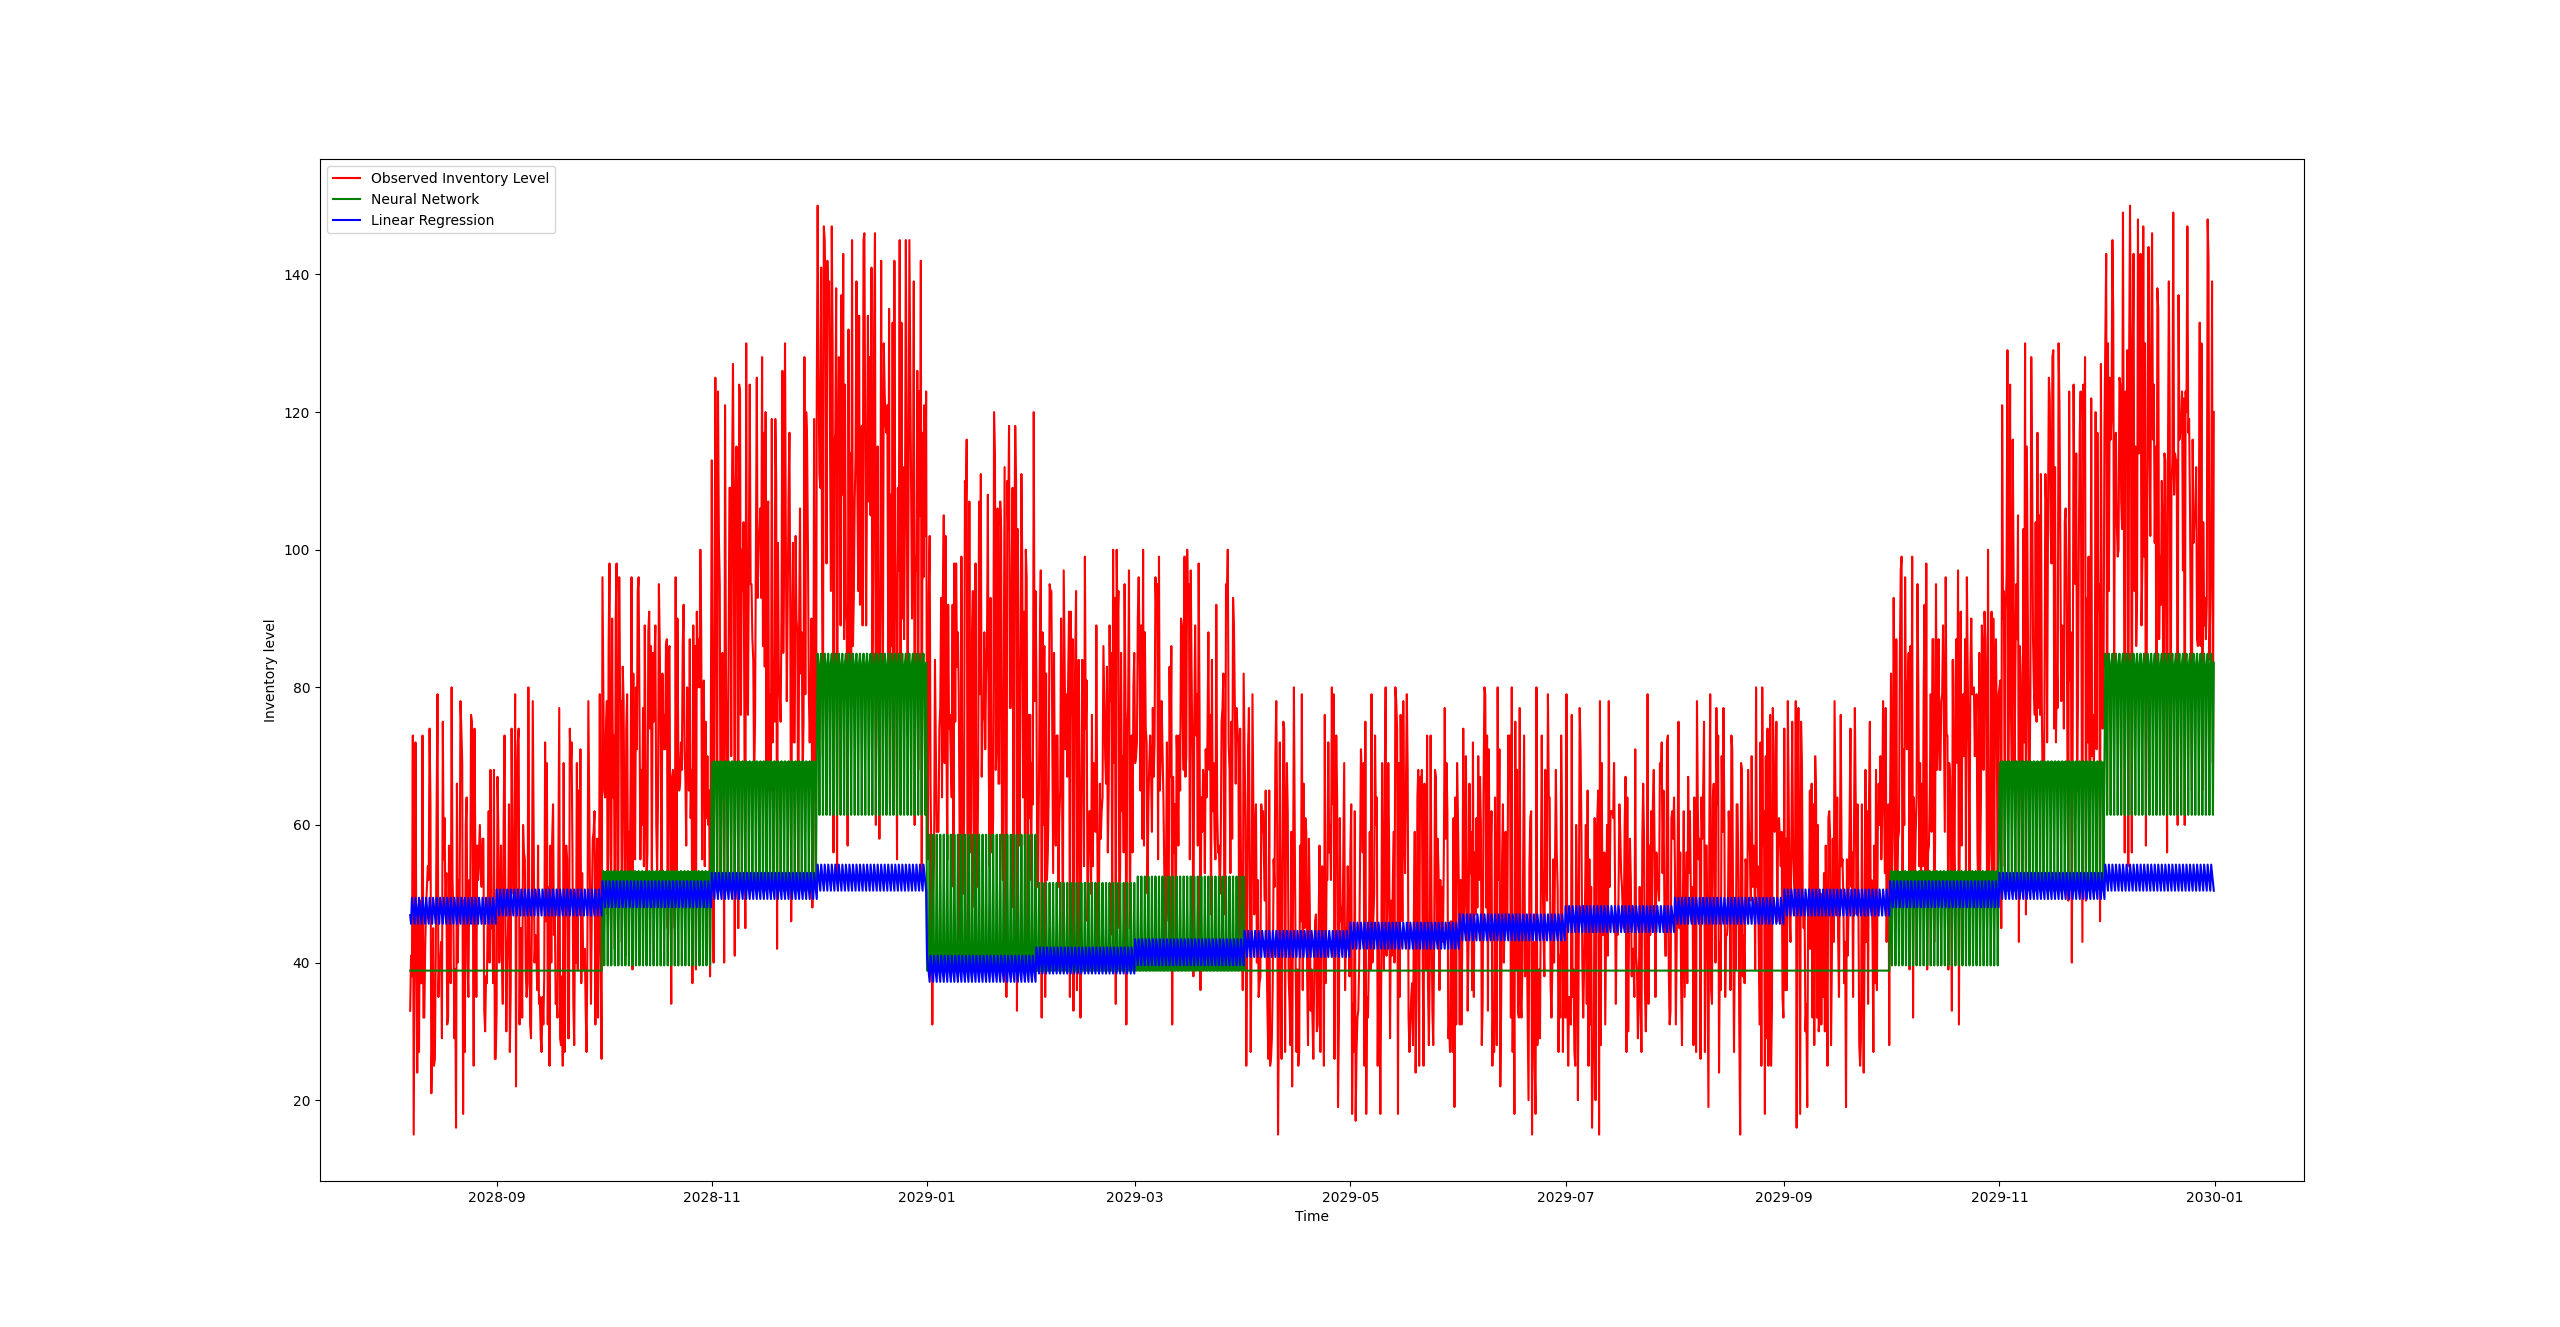 Observed Inventory Level
Neural Network
Linear Regression
140
120
100
80
60
40
20
Inventory level
2028-09 2028-11 2029-01 2029-03 2029-05 2029-07 2029-09 2029-11 2030-01
Time